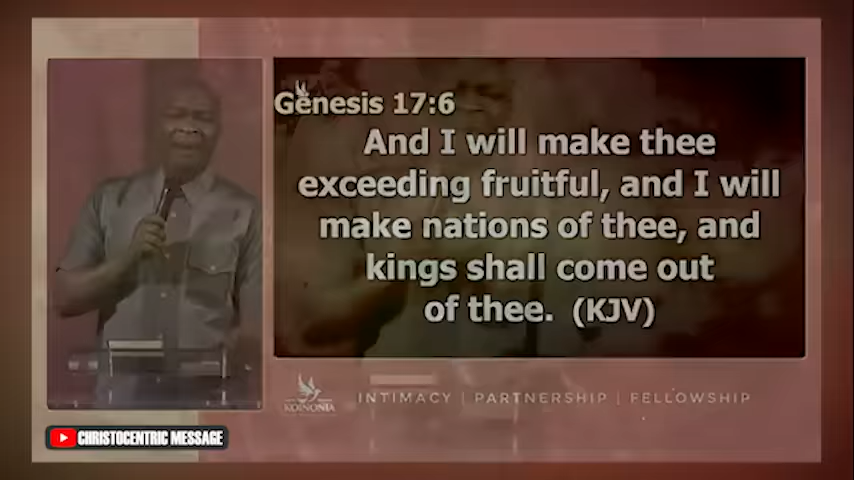 Genesis 17:6
And I will make thee
exceeding fruitful, and I will
make nations of thee, and
kings shall come out
of thee. (KJV)
KOINONIA
INTIMACY | PARTNERSHIP | FELLOWSHIP
CHRISTOCENTRIC MESSAGE